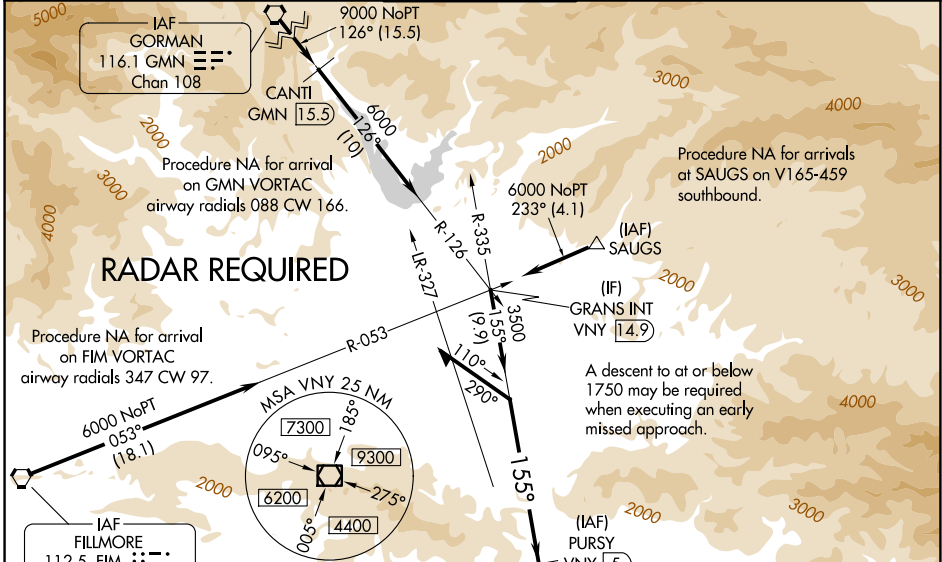 5000
IAF
GORMAN
116.1 GMN
Chan 108
9000 NoPT
126° (15.5)
CANTI
GMN 15.5
6000
126°
(10)
3000
4000
2000
2000
Procedure NA for arrival
on GMN VORTAC
airway radials 088 CW 166.
Procedure NA for arrivals
at SAUGS on V165-459
southbound.
3000
4000
6000 NoPT
233° (4.1)
R-335
R-126
(IAF)
SAUGS
RADAR REQUIRED
LR-327
2000
3000
(IF)
GRANS INT
VNY 14.9
3500
155°
(9.9)
R-053
Procedure NA for arrival
on FIM VORTAC
airway radials 347 CW 97.
110°
290°
A descent to at or below
1750 may be required
when executing an early
missed approach.
4000
6000 NoPT
053°
(18.1)
MSA VNY 25 NM
7300
185°
095°
9300
6200
275°
005°
4400
2000
155°
2000
3000
IAF
FILLMORE
112.5 FIM
(IAF)
PURSY
VNY 5